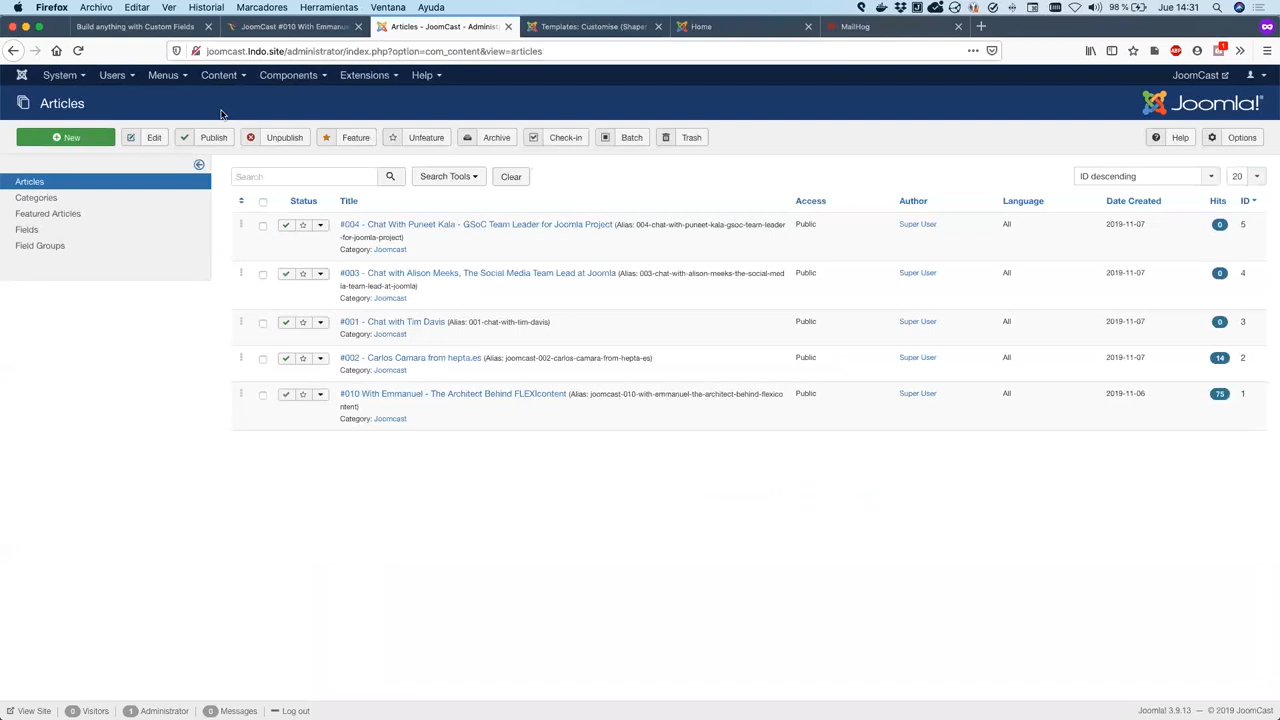 Firefox Archivo Editar Ver Historial Marcadores Herramientas Ventana Ayuda 98 % Jue 14:31
Build anything with Custom Fields JoomCast #010 With Emmanue Articles - JoomCast - Administ Templates: Customise (Shaper Home MailHog
joomcast.lndo.site/administrator/index.php?option=com_content&view=articles
System Users Menus Content Components Extensions Help JoomCast
Articles Joomla!
New Edit Publish Unpublish Feature Unfeature Archive Check-in Batch Trash Help Options
Search Search Tools Clear ID descending 20
Articles
Categories
Featured Articles
Fields
Field Groups
Status Title Access Author Language Date Created Hits ID
#004 - Chat With Puneet Kala - GSoC Team Leader for Joomla Project (Alias: 004-chat-with-puneet-kala-gsoc-team-leader Public Super User All 2019-11-07 0 5
-for-joomla-project)
Category: Joomcast
#003 - Chat with Alison Meeks, The Social Media Team Lead at Joomla (Alias: 003-chat-with-alison-meeks-the-social-med Public Super User All 2019-11-07 0 4
ia-team-lead-at-joomla)
Category: Joomcast
#001 - Chat with Tim Davis (Alias: 001-chat-with-tim-davis) Public Super User All 2019-11-07 0 3
Category: Joomcast
#002 - Carlos Camara from hepta.es (Alias: joomcast-002-carlos-camara-from-hepta-es) Public Super User All 2019-11-07 14 2
Category: Joomcast
#010 With Emmanuel - The Architect Behind FLEXIcontent (Alias: joomcast-010-with-emmanuel-the-architect-behind-flexico Public Super User All 2019-11-06 75 1
ntent)
Category: Joomcast
View Site 0 Visitors 1 Administrator 0 Messages Log out Joomla! 3.9.13 — © 2019 JoomCast